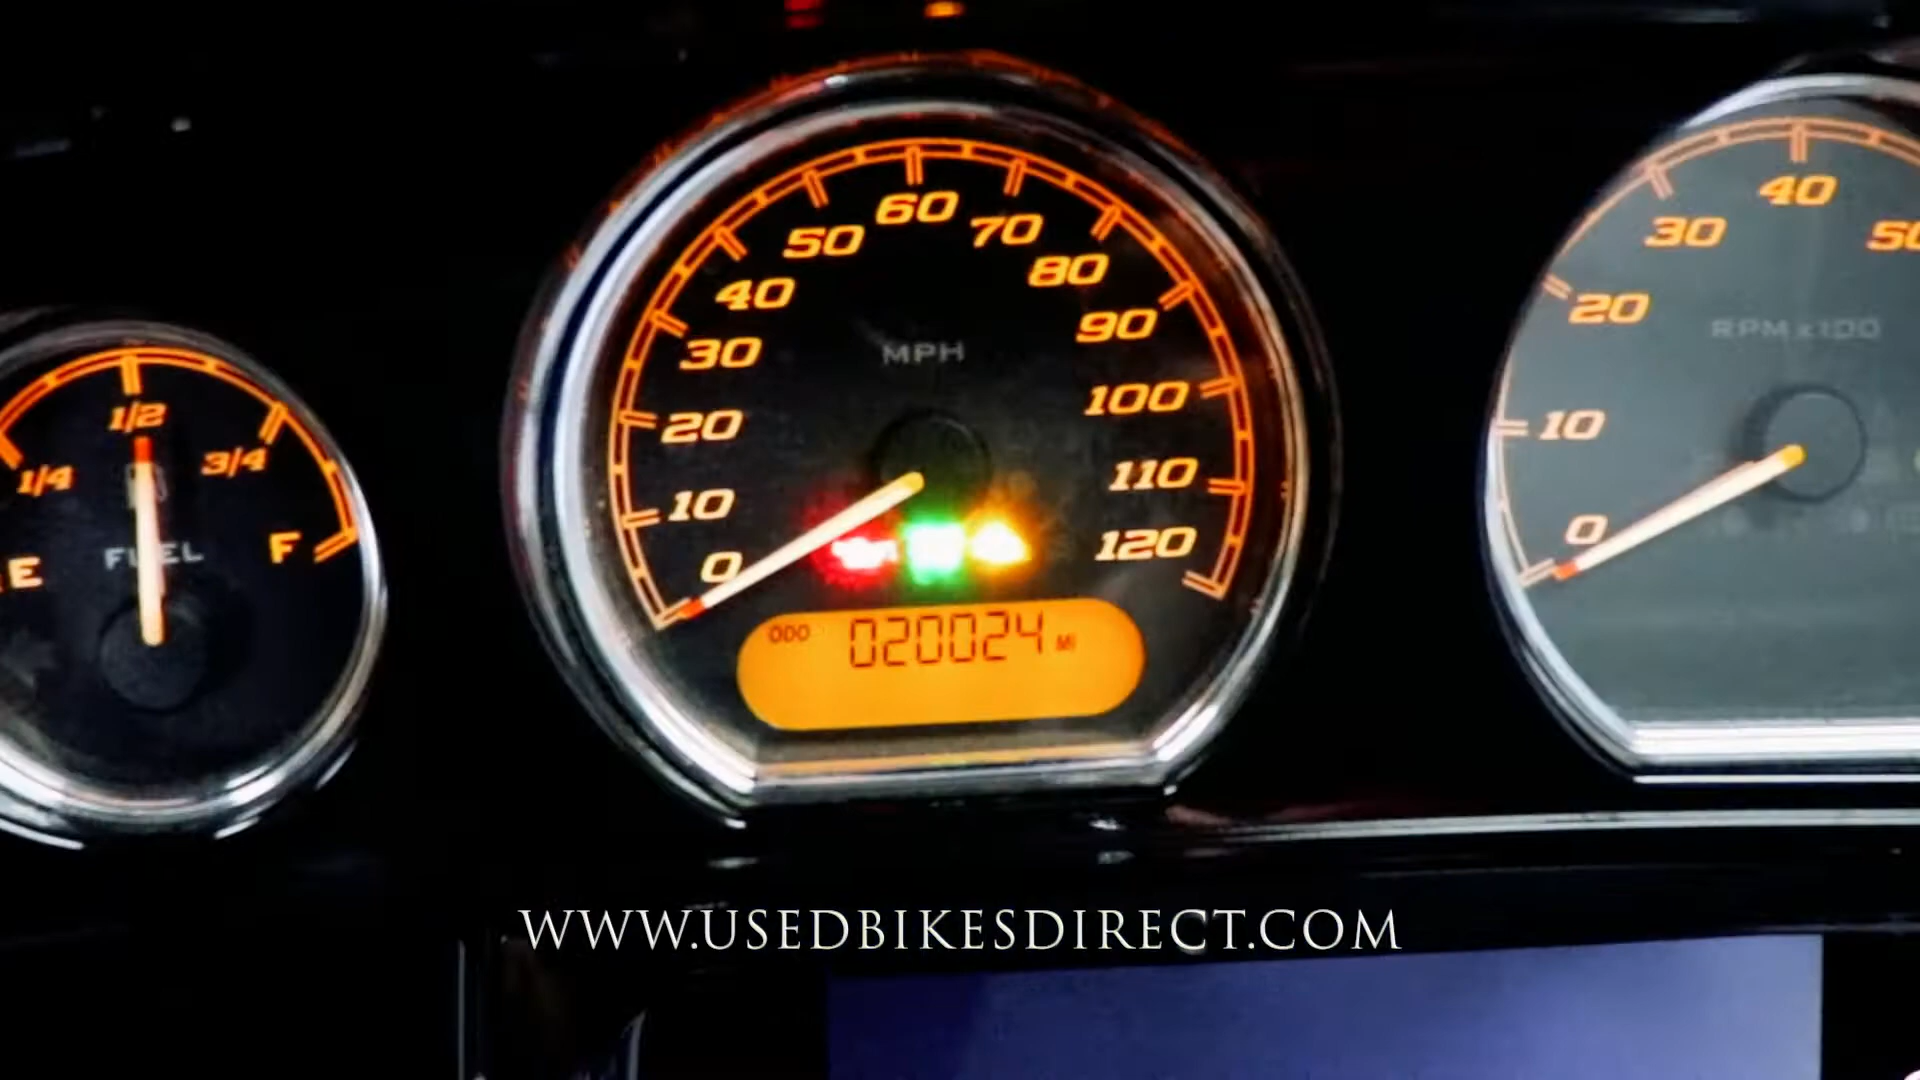 E 1/4 1/2 3/4 F
FUEL
0 10 20 30 40 50 60 70 80 90 100 110 120
MPH
ODO 020024 MI
0 10 20 30 40
RPM x100
WWW.USEDBIKESDIRECT.COM